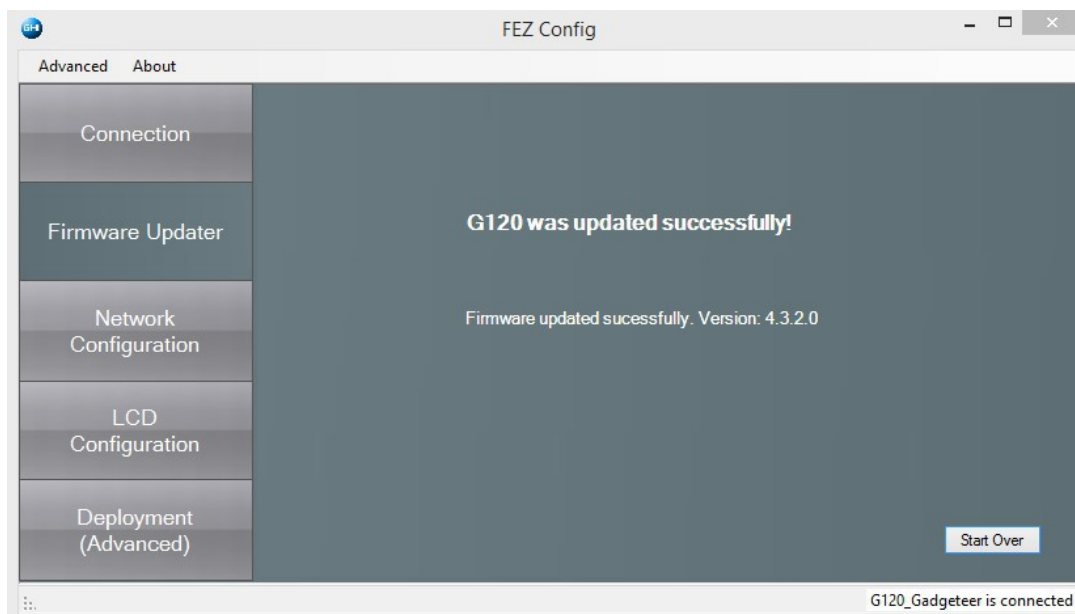 GHI
FEZ Config
Advanced About
Connection
Firmware Updater
Network
Configuration
LCD
Configuration
Deployment
(Advanced)
G120 was updated successfully!
Firmware updated sucessfully. Version: 4.3.2.0
Start Over
G120_Gadgeteer is connected